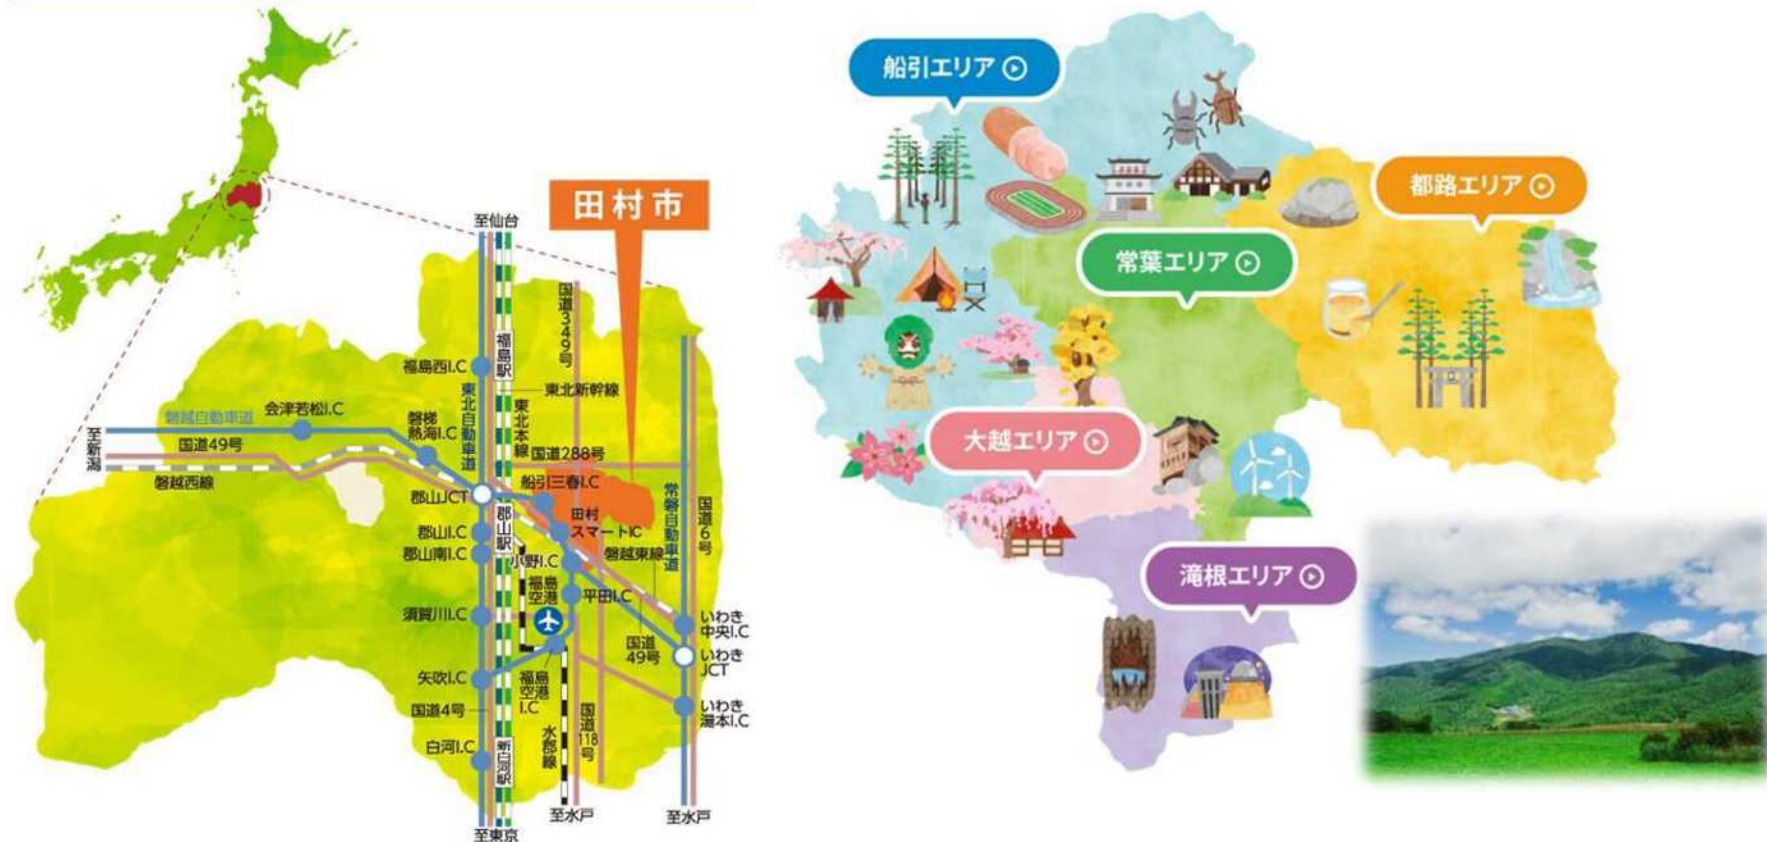 田村市
至仙台
国道349号
福島駅
福島西I.C
東北新幹線
東北自動車道
東北本線
磐越自動車道
会津若松I.C
磐梯
熱海I.C
至新潟
国道49号
国道288号
磐越西線
船引三春I.C
郡山JCT
田村
スマートIC
常磐自動車道
国道6号
郡山駅
郡山I.C
郡山南I.C
小野I.C
磐越東線
福島
空港
平田I.C
須賀川I.C
いわき
中央I.C
国道
49号
いわき
JCT
矢吹I.C
福島
空港
I.C
国道4号
国道118号
いわき
湯本I.C
白河I.C
新白河駅
水郡線
至東京
至水戸
至水戸
船引エリア
都路エリア
常葉エリア
大越エリア
滝根エリア